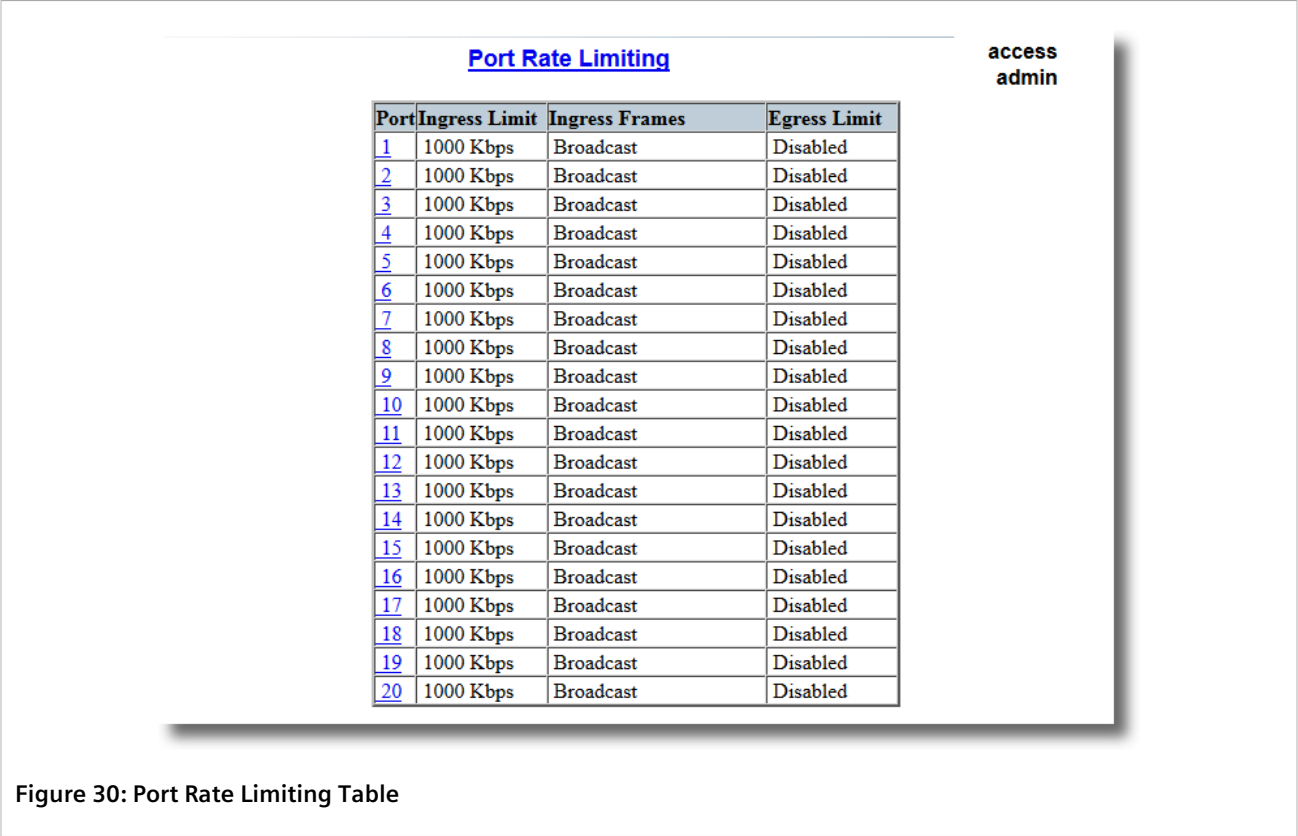 Port Rate Limiting
access
admin
Port Ingress Limit Ingress Frames Egress Limit
1 1000 Kbps Broadcast Disabled
2 1000 Kbps Broadcast Disabled
3 1000 Kbps Broadcast Disabled
4 1000 Kbps Broadcast Disabled
5 1000 Kbps Broadcast Disabled
6 1000 Kbps Broadcast Disabled
7 1000 Kbps Broadcast Disabled
8 1000 Kbps Broadcast Disabled
9 1000 Kbps Broadcast Disabled
10 1000 Kbps Broadcast Disabled
11 1000 Kbps Broadcast Disabled
12 1000 Kbps Broadcast Disabled
13 1000 Kbps Broadcast Disabled
14 1000 Kbps Broadcast Disabled
15 1000 Kbps Broadcast Disabled
16 1000 Kbps Broadcast Disabled
17 1000 Kbps Broadcast Disabled
18 1000 Kbps Broadcast Disabled
19 1000 Kbps Broadcast Disabled
20 1000 Kbps Broadcast Disabled
Figure 30: Port Rate Limiting Table